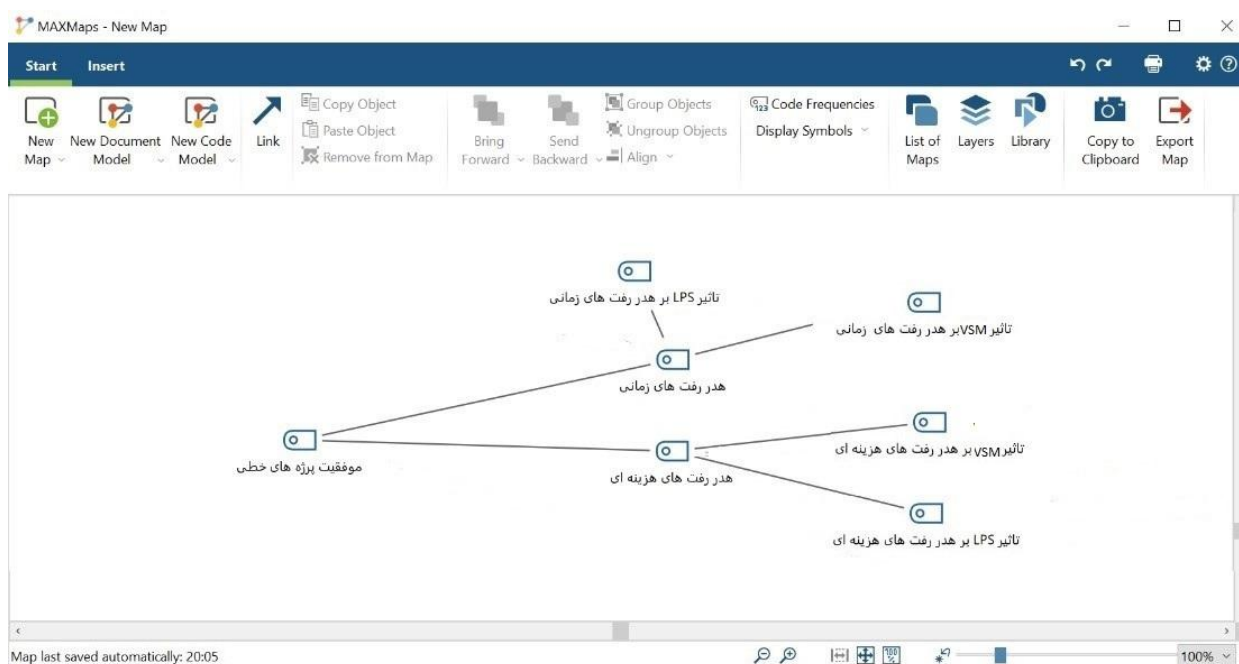 MAXMaps - New Map
Start Insert
New Map
New Document Model
New Code Model
Link
Copy Object
Paste Object
Remove from Map
Bring Forward
Send Backward
Group Objects
Ungroup Objects
Align
Code Frequencies
Display Symbols
List of Maps
Layers
Library
Copy to Clipboard
Export Map
تاثیر LPS بر هدر رفت های زمانی
تاثیر VSMبر هدر رفت های زمانی
هدر رفت های زمانی
موفقیت پرژه های خطی
هدر رفت های هزینه ای
تاثیر VSM بر هدر رفت های هزینه ای
تاثیر LPS بر هدر رفت های هزینه ای
Map last saved automatically: 20:05
100%